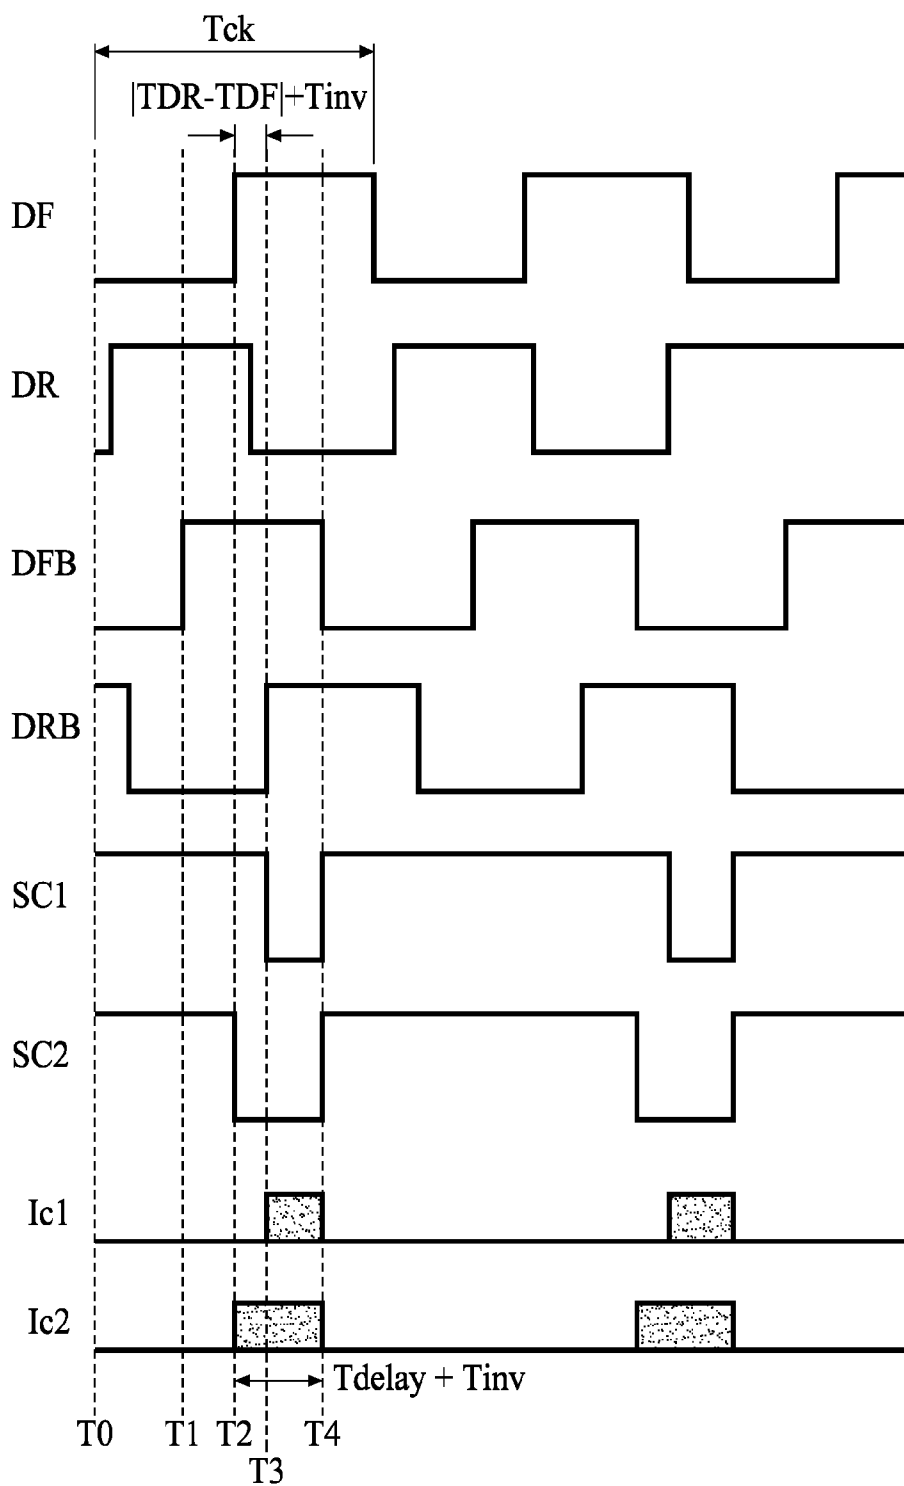 Tck
|TDR-TDF|+Tinv
DF
DR
DFB
DRB
SC1
SC2
Ic1
Ic2
Tdelay + Tinv
T0 T1 T2 T4
T3